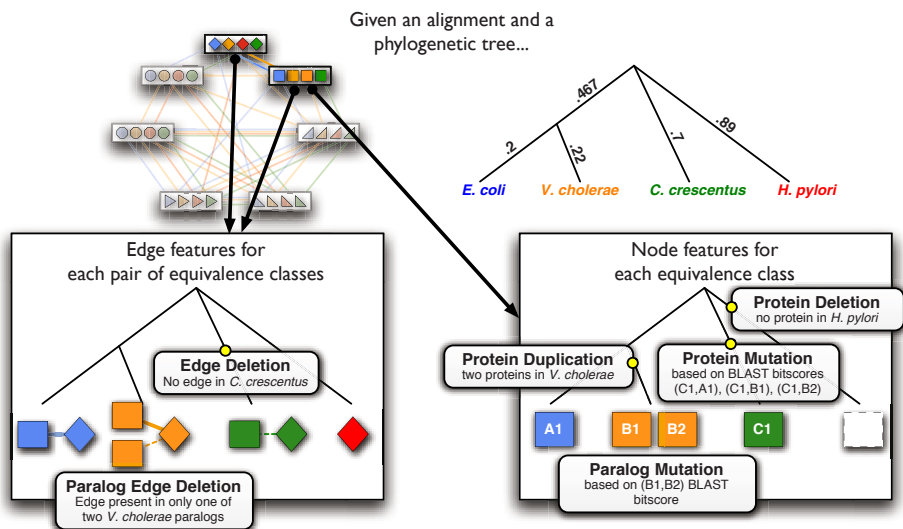 Given an alignment and a
phylogenetic tree...
.467
.2
.22
.7
.89
E. coli
V. cholerae
C. crescentus
H. pylori
Edge features for
each pair of equivalence classes
Edge Deletion
No edge in C. crescentus
Paralog Edge Deletion
Edge present in only one of
two V. cholerae paralogs
Node features for
each equivalence class
Protein Deletion
no protein in H. pylori
Protein Duplication
two proteins in V. cholerae
Protein Mutation
based on BLAST bitscores
(C1,A1), (C1,B1), (C1,B2)
A1
B1
B2
C1
Paralog Mutation
based on (B1,B2) BLAST
bitscore